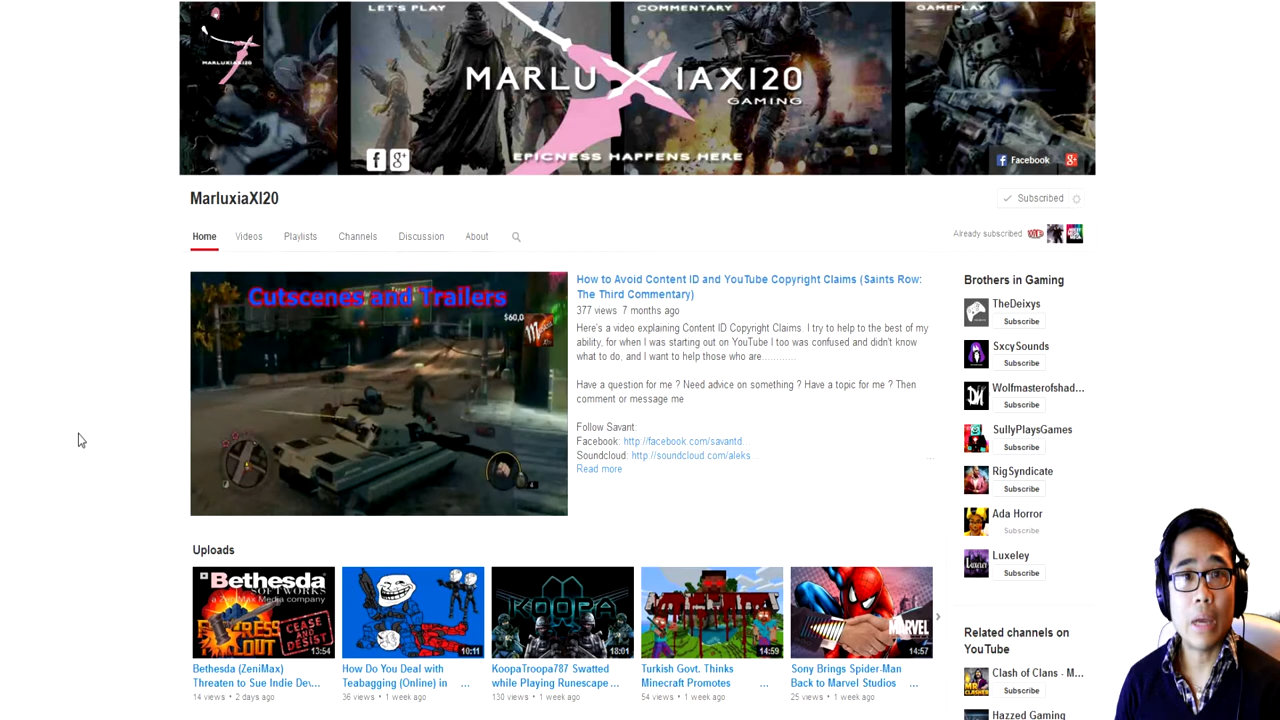 LET'S PLAY
COMMENTARY
GAMEPLAY
MARLUXIAXI20
MARLU IAXI20
GAMING
EPICNESS HAPPENS HERE
Facebook
MarluxiaXI20
Subscribed
Home Videos Playlists Channels Discussion About
Already subscribed
Cutscenes and Trailers
$60,0
How to Avoid Content ID and YouTube Copyright Claims (Saints Row:
The Third Commentary)
377 views 7 months ago
Here's a video explaining Content ID Copyright Claims. I try to help to the best of my
ability, for when I was starting out on YouTube I too was confused and didn't know
what to do, and I want to help those who are............
Have a question for me ? Need advice on something ? Have a topic for me ? Then
comment or message me
Follow Savant:
Facebook: http://facebook.com/savantd...
Soundcloud: http://soundcloud.com/aleks...
Read more
Brothers in Gaming
TheDeixys
Subscribe
SxcySounds
Subscribe
Wolfmasterofshad...
Subscribe
SullyPlaysGames
Subscribe
RigSyndicate
Subscribe
Ada Horror
Subscribe
Luxeley
Subscribe
Related channels on
YouTube
Clash of Clans - M...
Subscribe
Hazzed Gaming
Uploads
Bethesda
SOFTWORKS
a ZeniMax Media company
CEASE
AND
DESIST
13:54
Bethesda (ZeniMax)
Threaten to Sue Indie Dev...
14 views • 2 days ago
10:11
How Do You Deal with
Teabagging (Online) in ...
36 views • 1 week ago
KOOPA
18:01
KoopaTroopa787 Swatted
while Playing Runescape ...
130 views • 1 week ago
14:59
Turkish Govt. Thinks
Minecraft Promotes ...
54 views • 1 week ago
MARVEL
14:57
Sony Brings Spider-Man
Back to Marvel Studios ...
25 views • 1 week ago